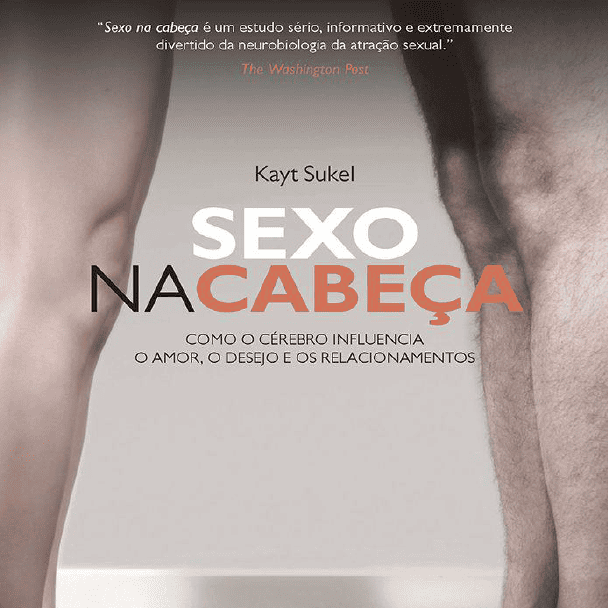 “Sexo na cabeça é um estudo sério, informativo e extremamente
divertido da neurobiologia da atração sexual.”
The Washington Post
Kayt Sukel
SEXO
NACABEÇA
COMO O CÉREBRO INFLUENCIA
O AMOR, O DESEJO E OS RELACIONAMENTOS